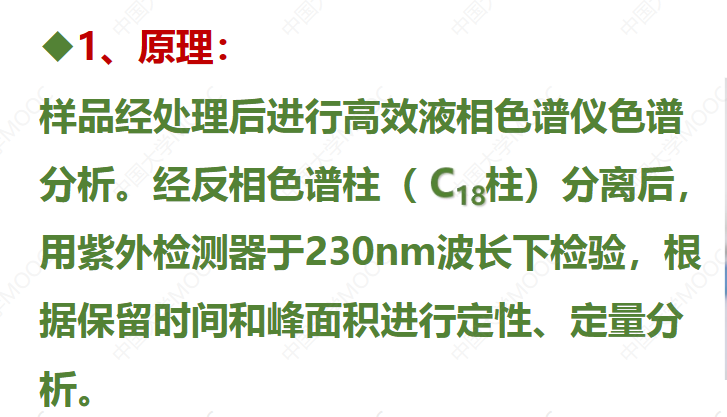 ◆1、原理：
样品经处理后进行高效液相色谱仪色谱
分析。经反相色谱柱（C18柱）分离后，
用紫外检测器于230nm波长下检验，根
据保留时间和峰面积进行定性、定量分
析。